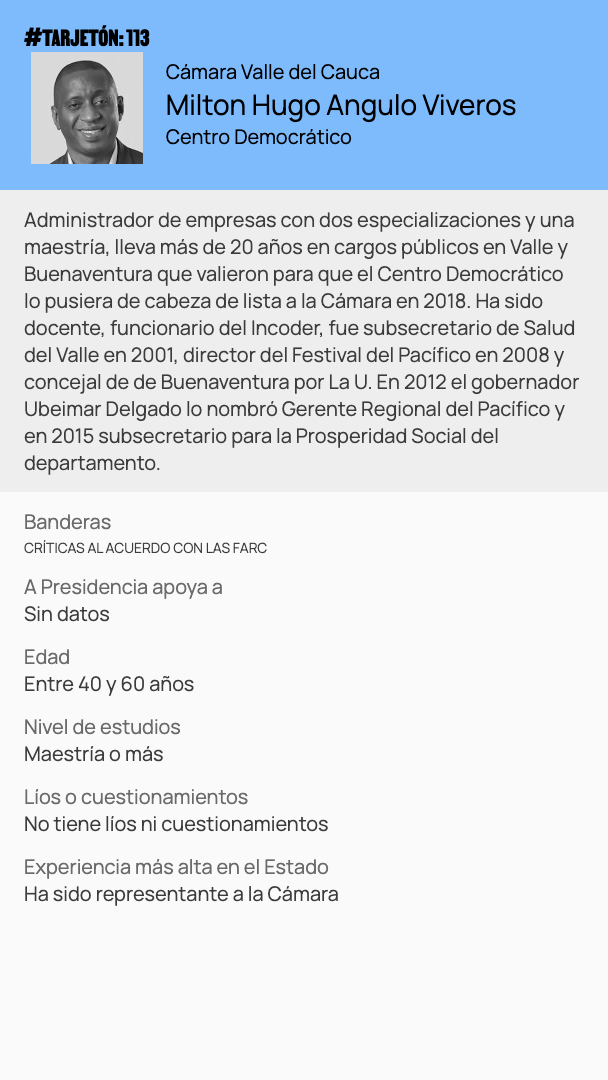 #TARJETÓN: 113
Cámara Valle del Cauca
Milton Hugo Angulo Viveros
Centro Democrático
Administrador de empresas con dos especializaciones y una
maestría, lleva más de 20 años en cargos públicos en Valle y
Buenaventura que valieron para que el Centro Democrático
lo pusiera de cabeza de lista a la Cámara en 2018. Ha sido
docente, funcionario del Incoder, fue subsecretario de Salud
del Valle en 2001, director del Festival del Pacífico en 2008 y
concejal de de Buenaventura por La U. En 2012 el gobernador
Ubeimar Delgado lo nombró Gerente Regional del Pacífico y
en 2015 subsecretario para la Prosperidad Social del
departamento.
Banderas
CRÍTICAS AL ACUERDO CON LAS FARC
A Presidencia apoya a
Sin datos
Edad
Entre 40 y 60 años
Nivel de estudios
Maestría o más
Líos o cuestionamientos
No tiene líos ni cuestionamientos
Experiencia más alta en el Estado
Ha sido representante a la Cámara